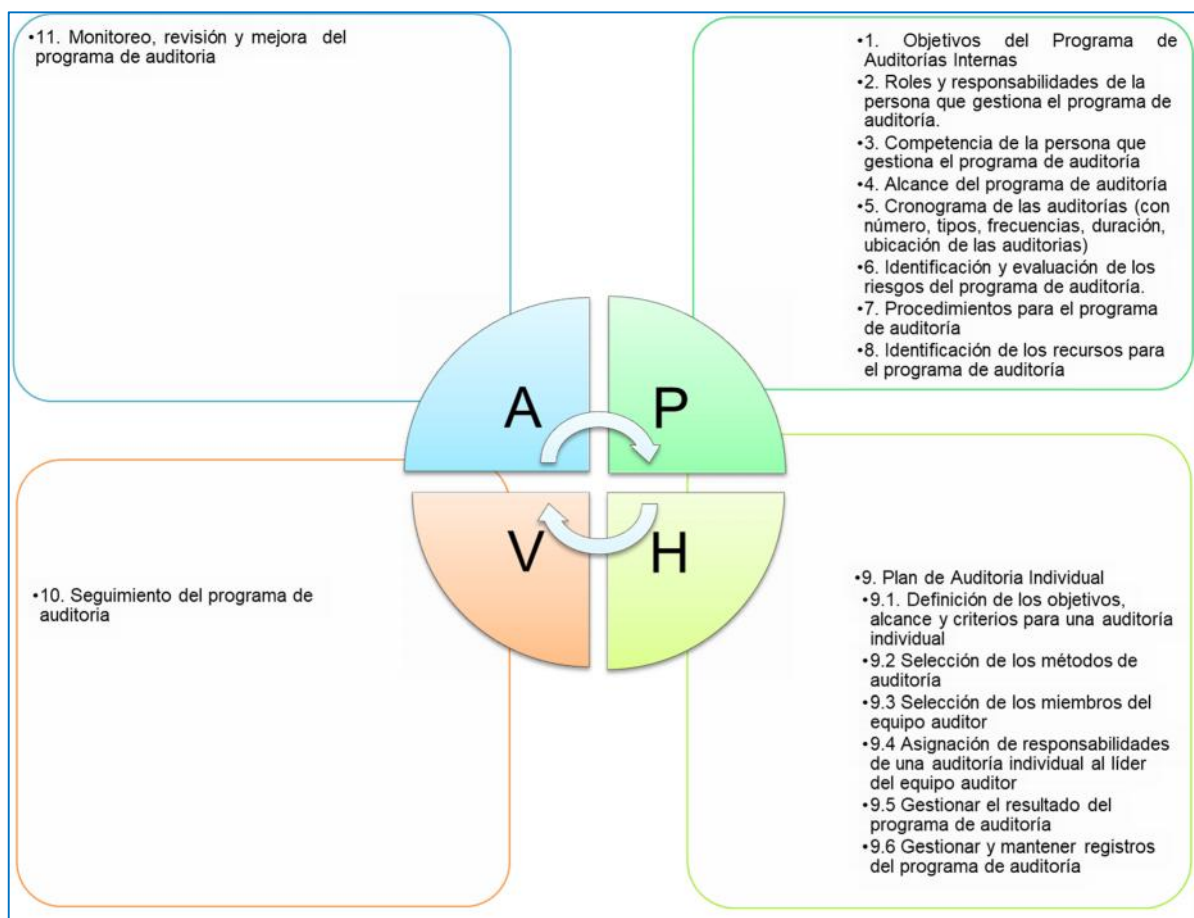 •11. Monitoreo, revisión y mejora del
programa de auditoria
•1. Objetivos del Programa de
Auditorías Internas
•2. Roles y responsabilidades de la
persona que gestiona el programa de
auditoría.
•3. Competencia de la persona que
gestiona el programa de auditoría
•4. Alcance del programa de auditoría
•5. Cronograma de las auditorías (con
número, tipos, frecuencias, duración,
ubicación de las auditorias)
•6. Identificación y evaluación de los
riesgos del programa de auditoría.
•7. Procedimientos para el programa
de auditoría
•8. Identificación de los recursos para
el programa de auditoría
A
P
V
H
•10. Seguimiento del programa de
auditoria
•9. Plan de Auditoria Individual
•9.1. Definición de los objetivos,
alcance y criterios para una auditoría
individual
•9.2 Selección de los métodos de
auditoría
•9.3 Selección de los miembros del
equipo auditor
•9.4 Asignación de responsabilidades
de una auditoría individual al líder
del equipo auditor
•9.5 Gestionar el resultado del
programa de auditoría
•9.6 Gestionar y mantener registros
del programa de auditoría